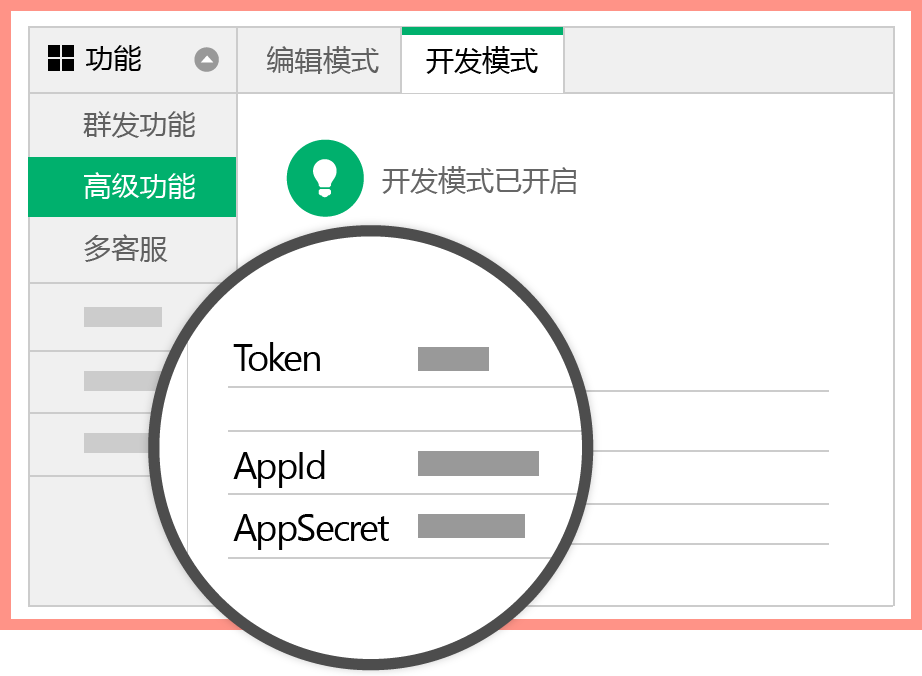 功能
编辑模式
开发模式
群发功能
高级功能
多客服
开发模式已开启
Token
AppId
AppSecret